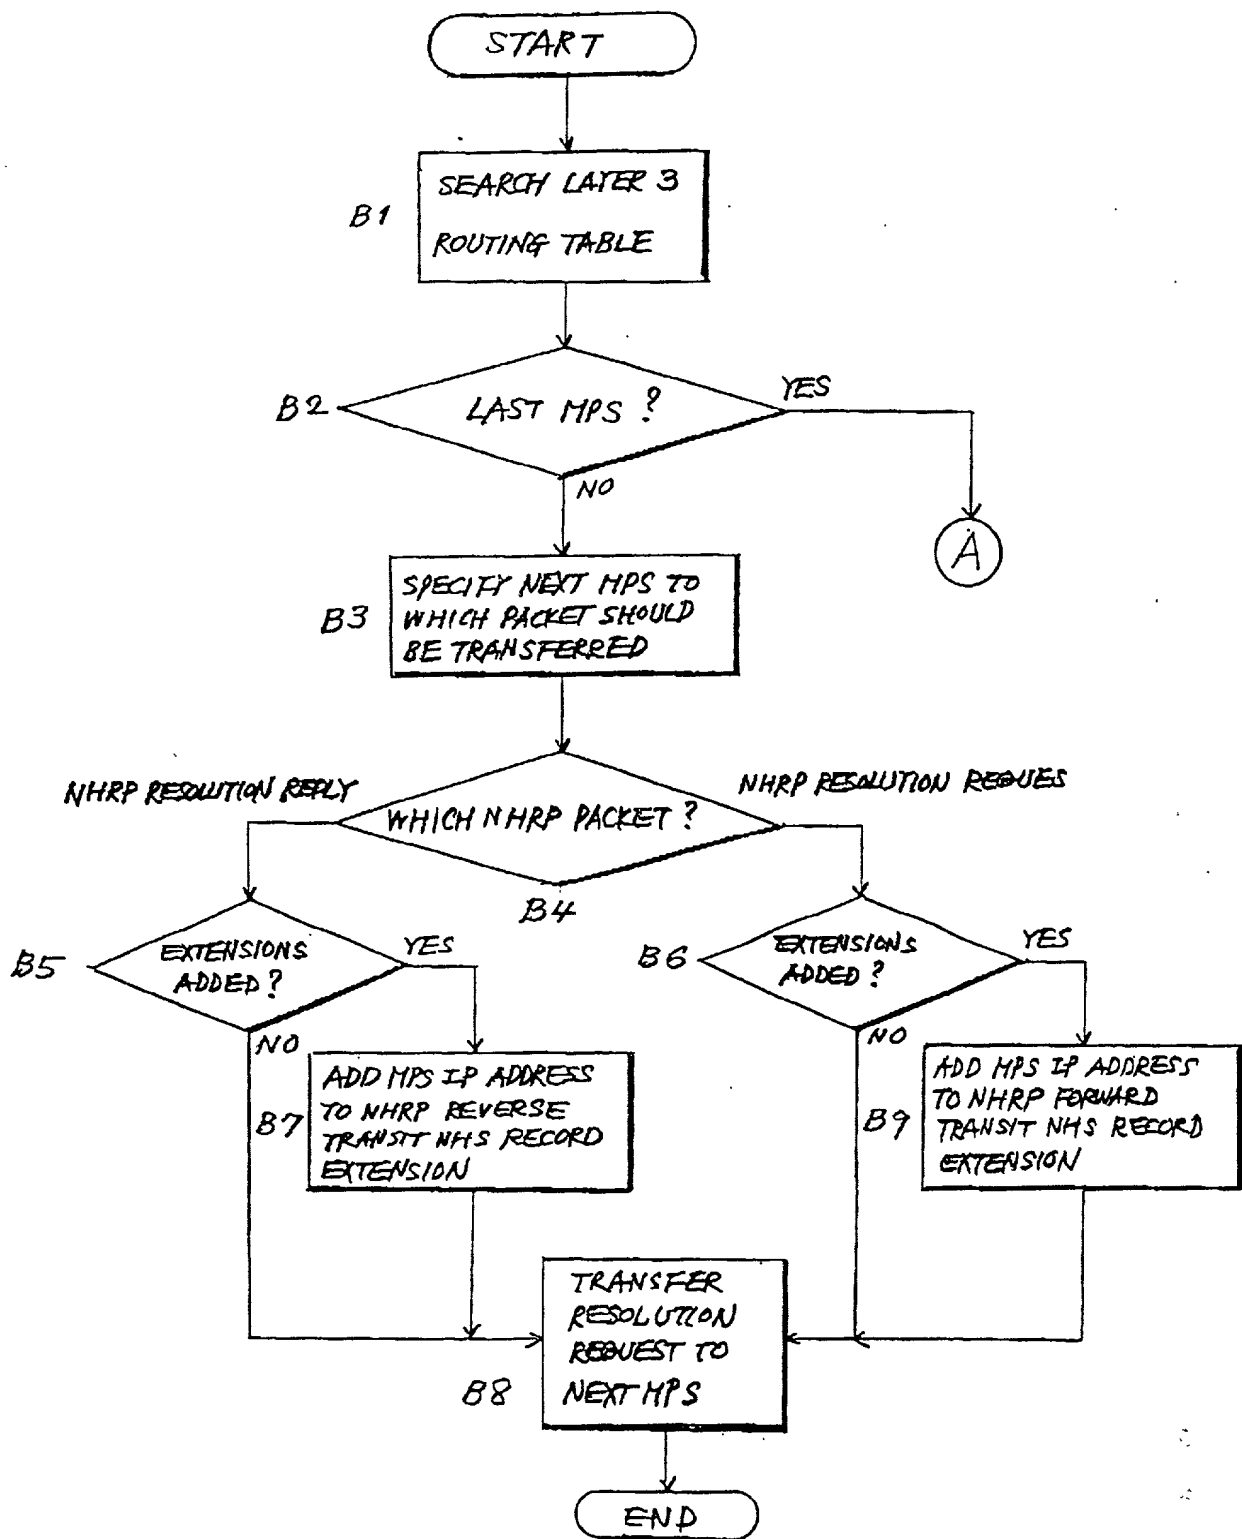 START
SEARCH LAYER 3
ROUTING TABLE
B1
LAST MPS?
B2
YES
NO
A
SPECIFY NEXT MPS TO
WHICH PACKET SHOULD
BE TRANSFERRED
B3
NHRP RESOLUTION REPLY
NHRP RESOLUTION REQUES
WHICH NHRP PACKET?
B4
B5
EXTENSIONS
ADDED?
YES
NO
B6
EXTENSIONS
ADDED?
YES
NO
B7
ADD MPS IP ADDRESS
TO NHRP REVERSE
TRANSIT NHS RECORD
EXTENSION
B9
ADD MPS IP ADDRESS
TO NHRP FORWARD
TRANSIT NHS RECORD
EXTENSION
TRANSFER
RESOLUTION
REQUEST TO
NEXT MPS
B8
END